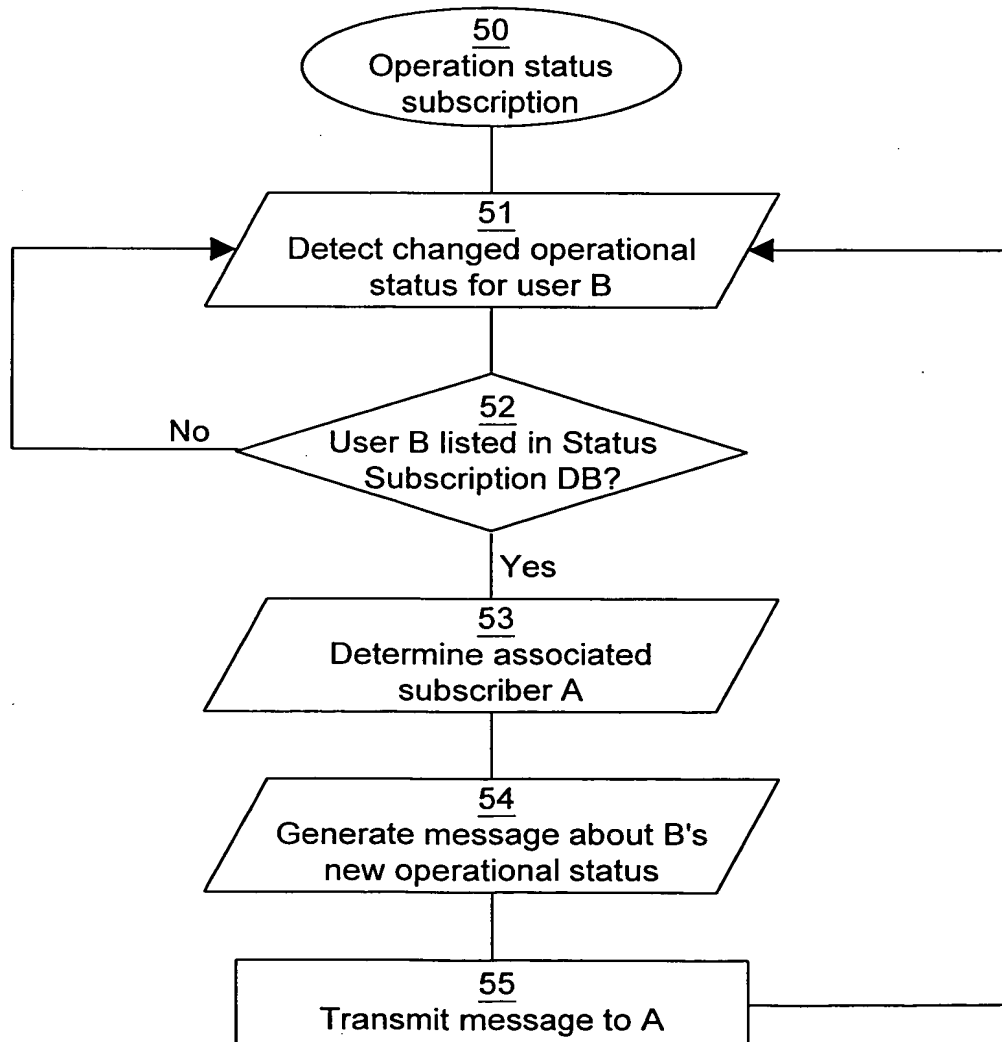 50
Operation status
subscription
51
Detect changed operational
status for user B
52
User B listed in Status
Subscription DB?
No
Yes
53
Determine associated
subscriber A
54
Generate message about B's
new operational status
55
Transmit message to A